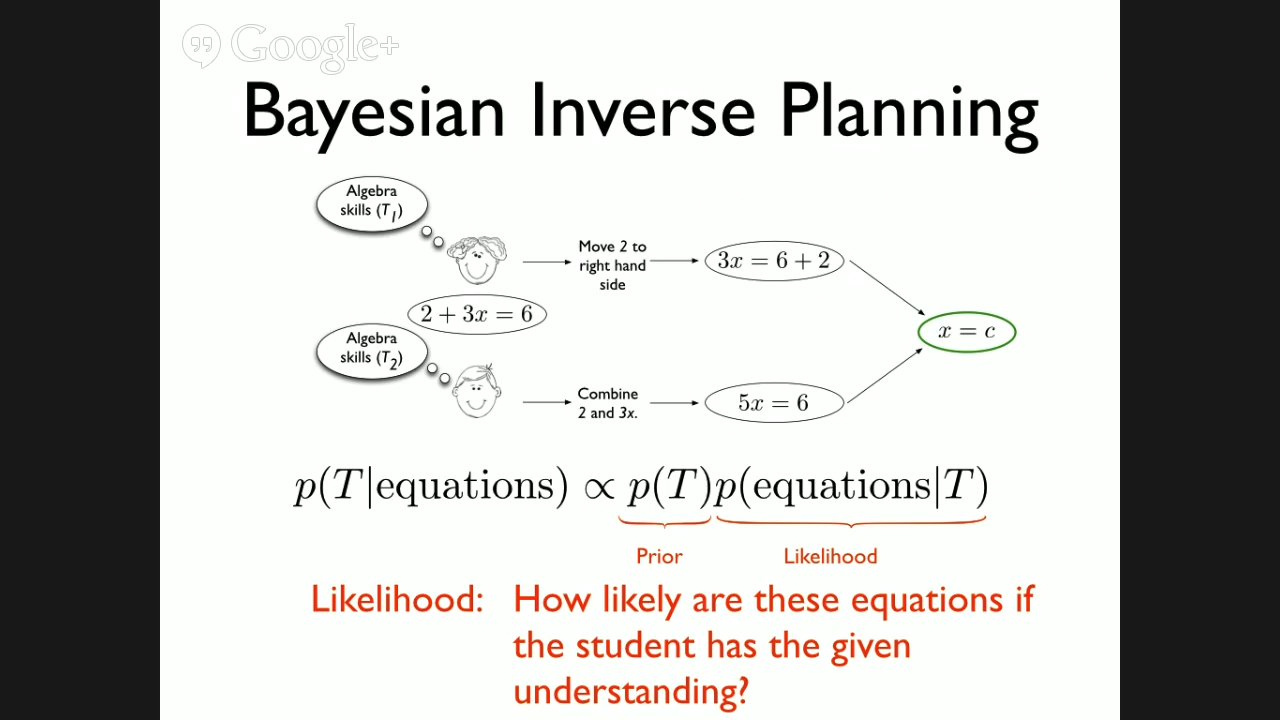 Google+
Bayesian Inverse Planning
Algebra
skills (T₁)
Move 2 to
right hand
side
3x = 6 + 2
2 + 3x = 6
x = c
Algebra
skills (T₂)
Combine
2 and 3x.
5x = 6
p(T|equations) ∝ p(T)p(equations|T)
Prior
Likelihood
Likelihood: How likely are these equations if
the student has the given
understanding?